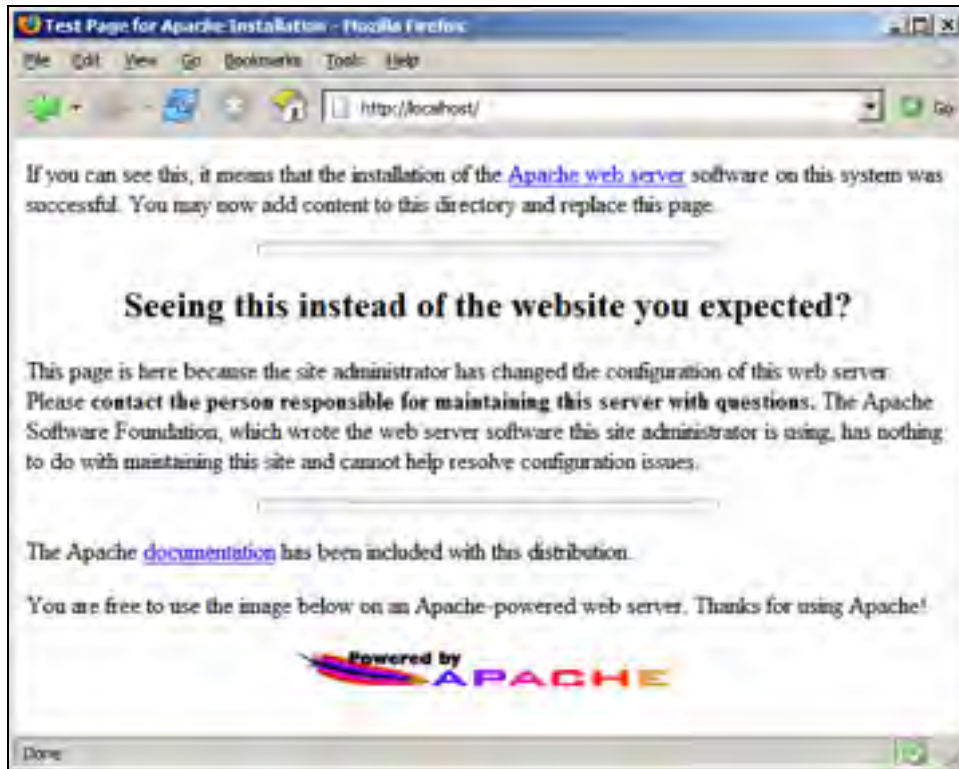 Test Page for Apache Installation - Mozilla Firefox
File Edit View Go Bookmarks Tools Help
http://localhost/ Go
If you can see this, it means that the installation of the Apache web server software on this system was
successful. You may now add content to this directory and replace this page.
Seeing this instead of the website you expected?
This page is here because the site administrator has changed the configuration of this web server.
Please contact the person responsible for maintaining this server with questions. The Apache
Software Foundation, which wrote the web server software this site administrator is using, has nothing
to do with maintaining this site and cannot help resolve configuration issues.
The Apache documentation has been included with this distribution.
You are free to use the image below on an Apache-powered web server. Thanks for using Apache!
Powered by
APACHE
Done